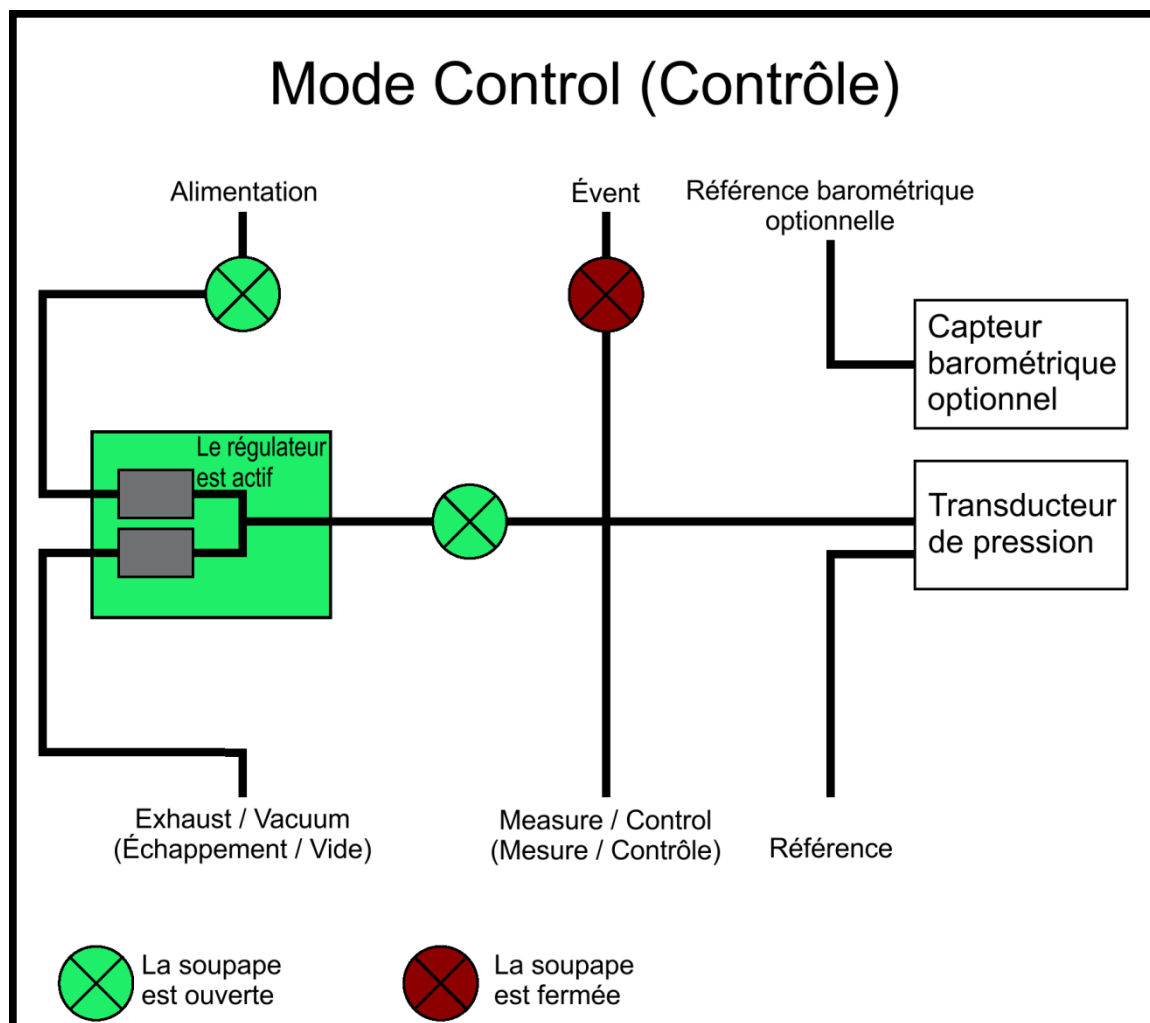 Mode Control (Contrôle)
Alimentation
Évent
Référence barométrique
optionnelle
Capteur
barométrique
optionnel
Le régulateur
est actif
Transducteur
de pression
Exhaust / Vacuum
(Échappement / Vide)
Measure / Control
(Mesure / Contrôle)
Référence
La soupape
est ouverte
La soupape
est fermée